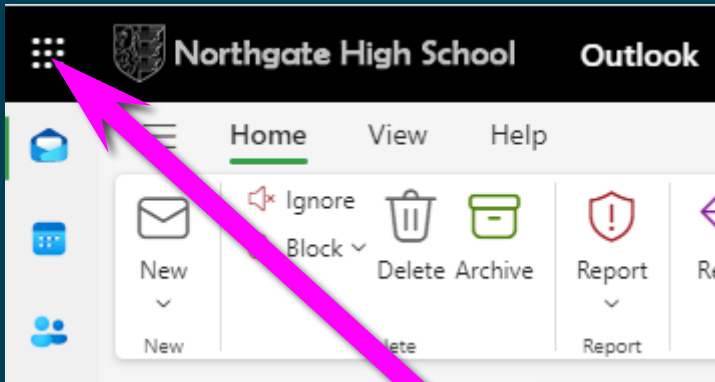 Northgate High School Outlook
Home View Help
Ignore
Block
New Delete Archive Report
New Report